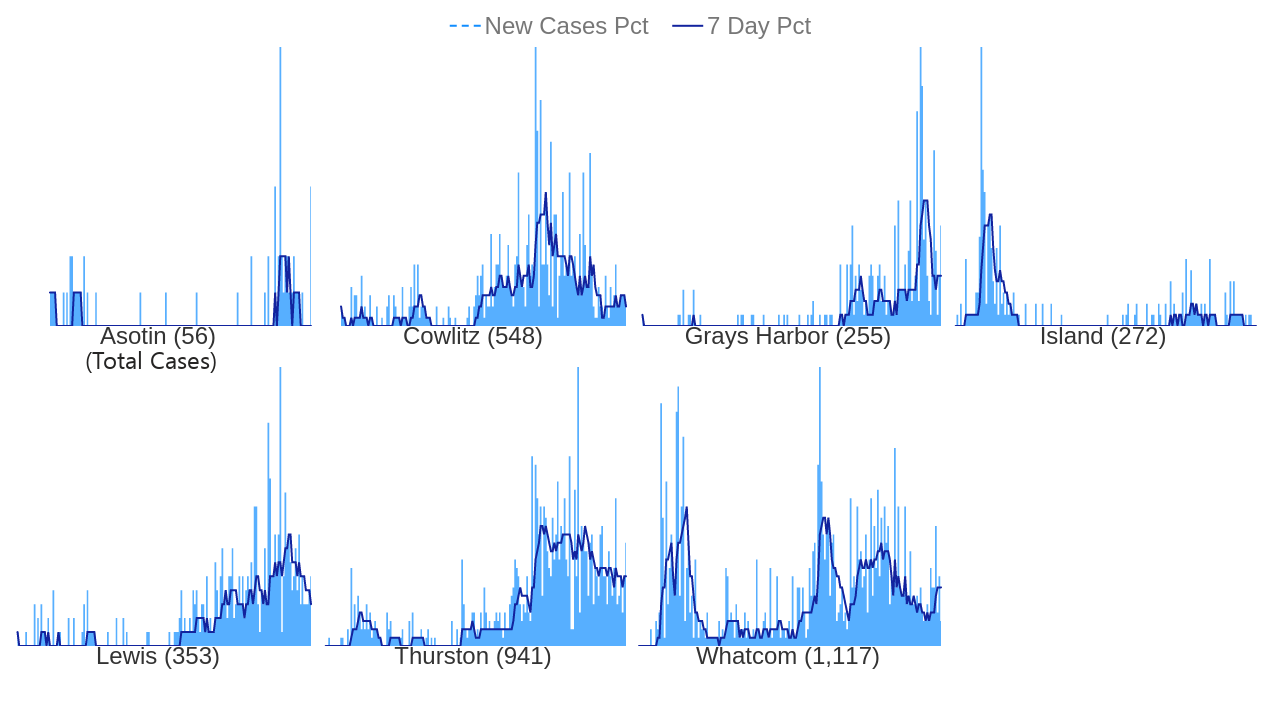 New Cases Pct 7 Day Pct
Asotin (56) Cowlitz (548) Grays Harbor (255) Island (272)
(Total Cases)
Lewis (353) Thurston (941) Whatcom (1,117)